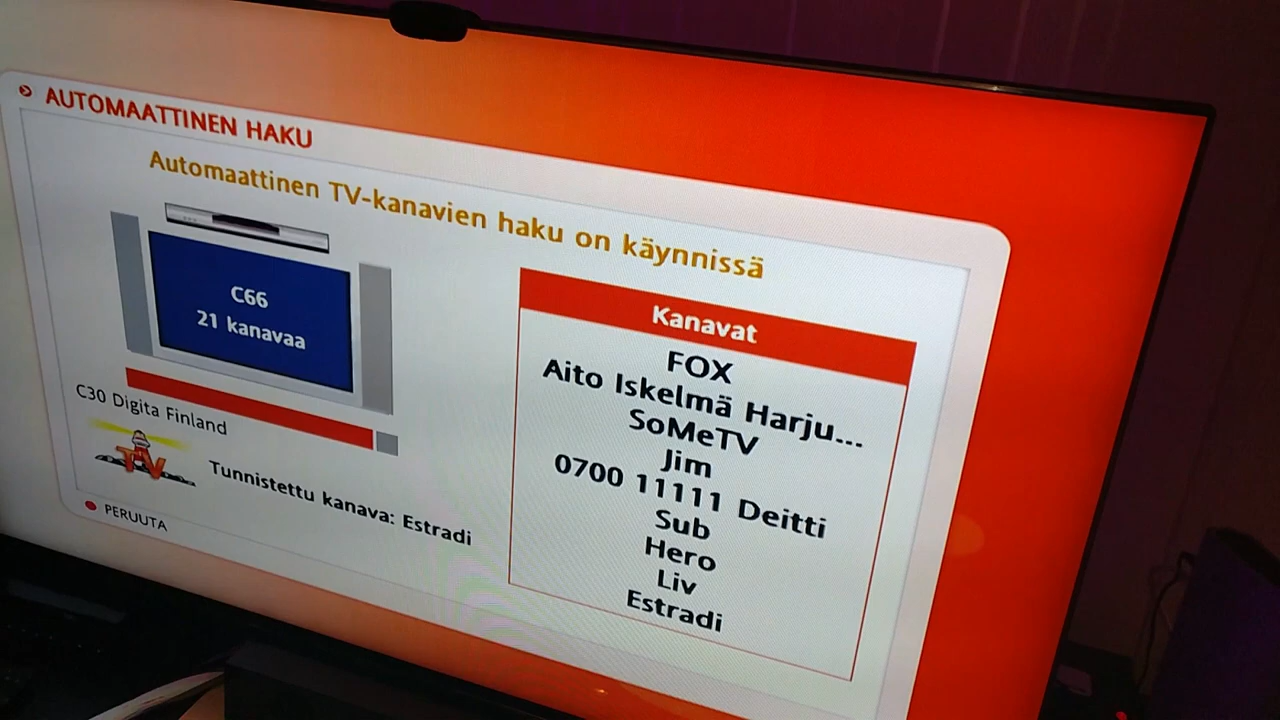 AUTOMAATTINEN HAKU
Automaattinen TV-kanavien haku on käynnissä
C66
21 kanavaa
C30 Digita Finland
TV
Tunnistettu kanava: Estradi
PERUUTA
Kanavat
FOX
Aito Iskelmä Harju...
SoMeTV
Jim
0700 11111 Deitti
Sub
Hero
Liv
Estradi